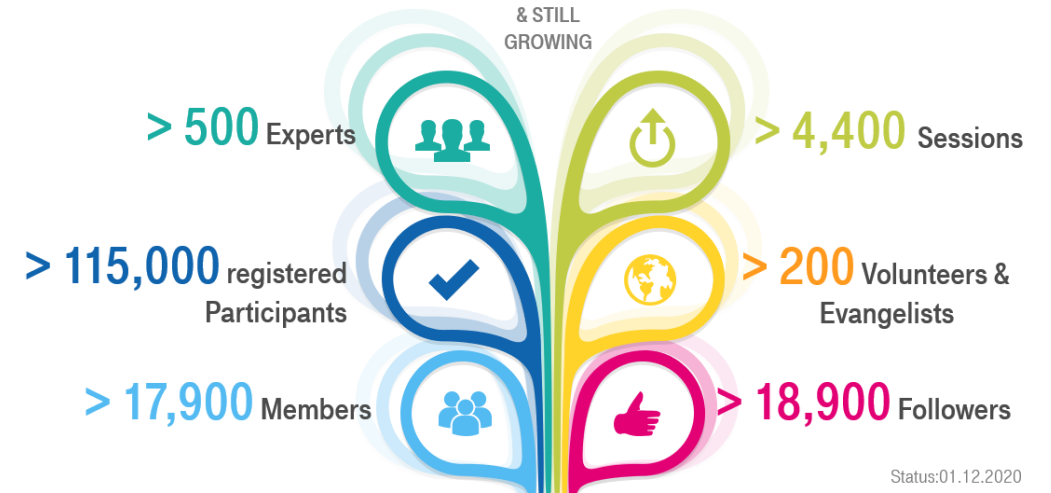 & STILL
GROWING
> 500 Experts
> 4,400 Sessions
> 115,000 registered
Participants
> 200 Volunteers &
Evangelists
> 17,900 Members
> 18,900 Followers
Status:01.12.2020